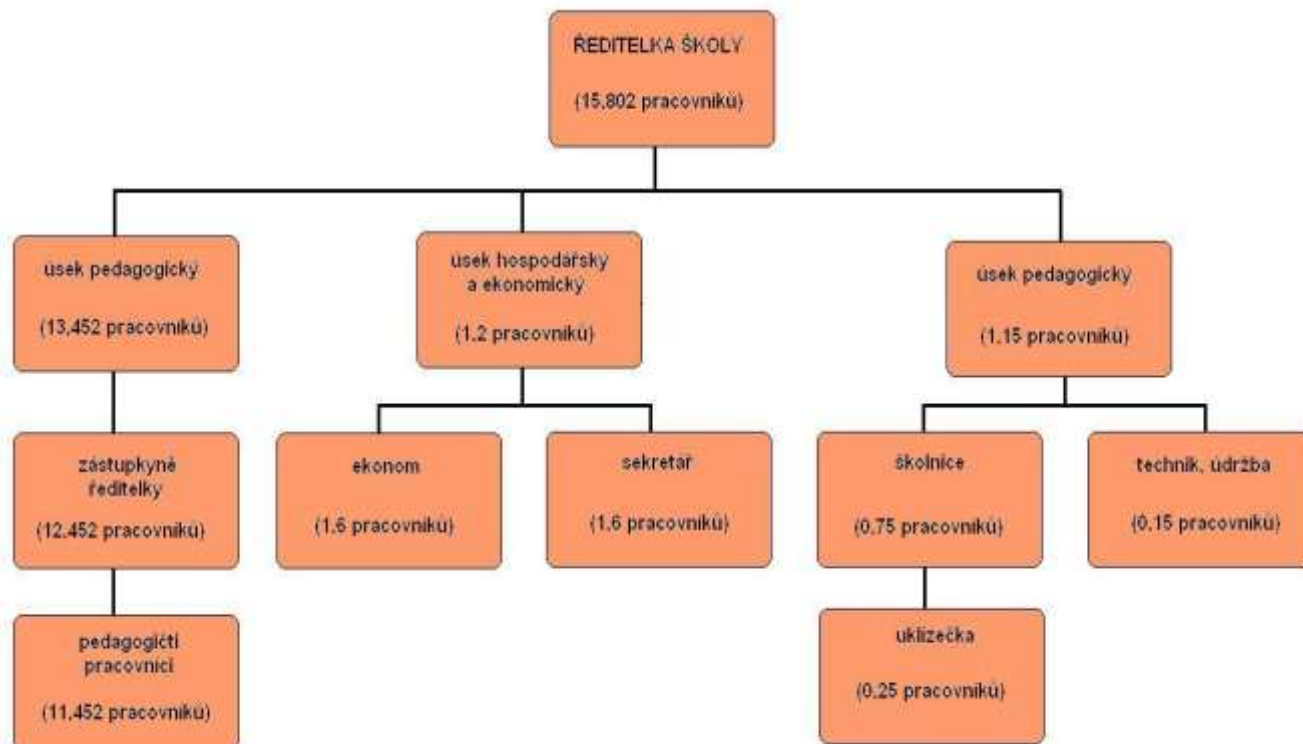 ŘEDITELKA ŠKOLY
(15,802 pracovníků)
úsek pedagogický
(13,452 pracovníků)
úsek hospodářský
a ekonomický
(1,2 pracovníků)
úsek pedagogický
(1,15 pracovníků)
zástupkyně
ředitelky
(12,452 pracovníků)
ekonom
(1,6 pracovníků)
sekretář
(1,6 pracovníků)
školnice
(0,75 pracovníků)
technik, údržba
(0,15 pracovníků)
pedagogičtí
pracovníci
(11,452 pracovníků)
uklízečka
(0,25 pracovníků)